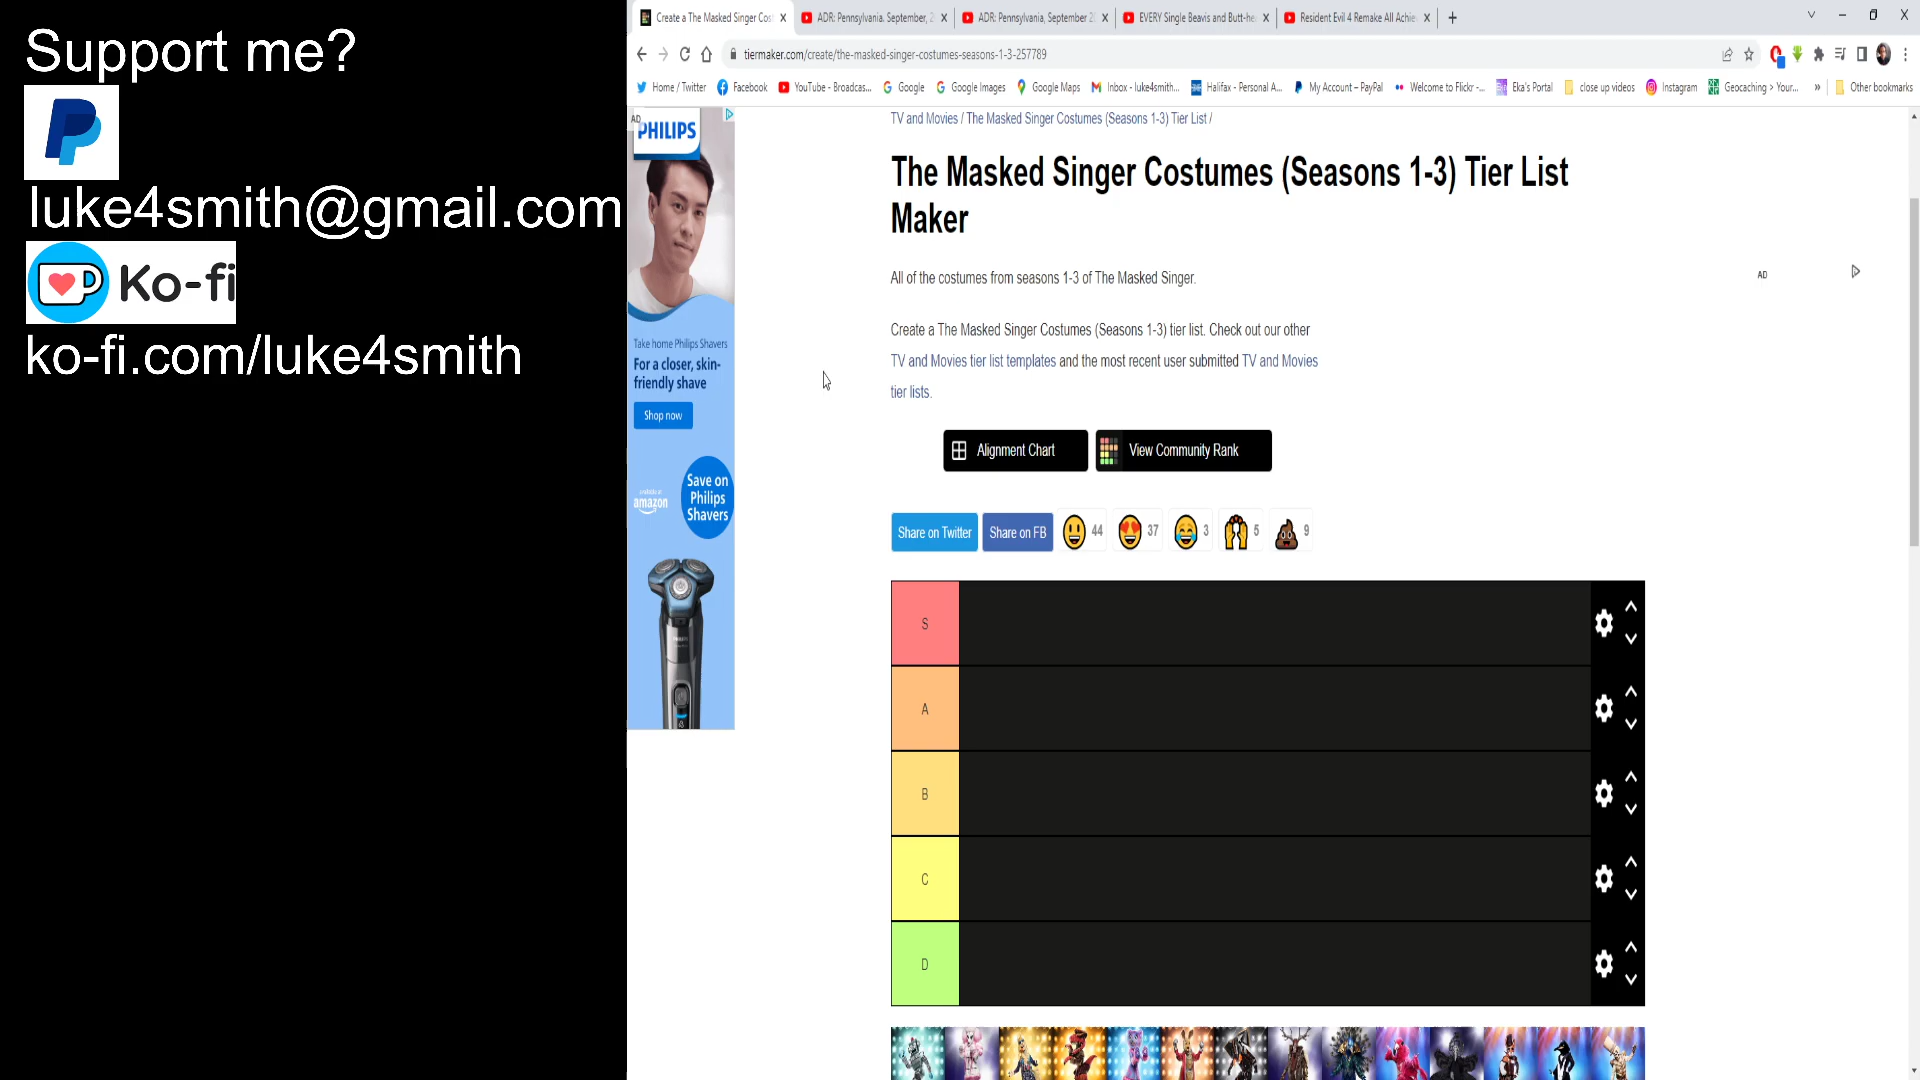 Support me?
luke4smith@gmail.com
Ko-fi
ko-fi.com/luke4smith
Create a The Masked Singer Cos
ADR: Pennsylvania. September, 2
ADR: Pennsylvania, September 2
EVERY Single Beavis and Butt-he
Resident Evil 4 Remake All Achie
tiermaker.com/create/the-masked-singer-costumes-seasons-1-3-257789
Home / Twitter
Facebook
YouTube - Broadcas...
Google
Google Images
Google Maps
Inbox - luke4smith...
Halifax - Personal A...
My Account – PayPal
Welcome to Flickr -...
Eka's Portal
close up videos
Instagram
Geocaching > Your...
»
Other bookmarks
AD
PHILIPS
Take home Philips Shavers
For a closer, skin-
friendly shave
Shop now
available at
amazon
Save on
Philips
Shavers
TV and Movies / The Masked Singer Costumes (Seasons 1-3) Tier List /
The Masked Singer Costumes (Seasons 1-3) Tier List
Maker
All of the costumes from seasons 1-3 of The Masked Singer.
Create a The Masked Singer Costumes (Seasons 1-3) tier list. Check out our other
TV and Movies tier list templates and the most recent user submitted TV and Movies
tier lists.
AD
Alignment Chart
View Community Rank
Share on Twitter
Share on FB
44
37
3
5
9
S
A
B
C
D